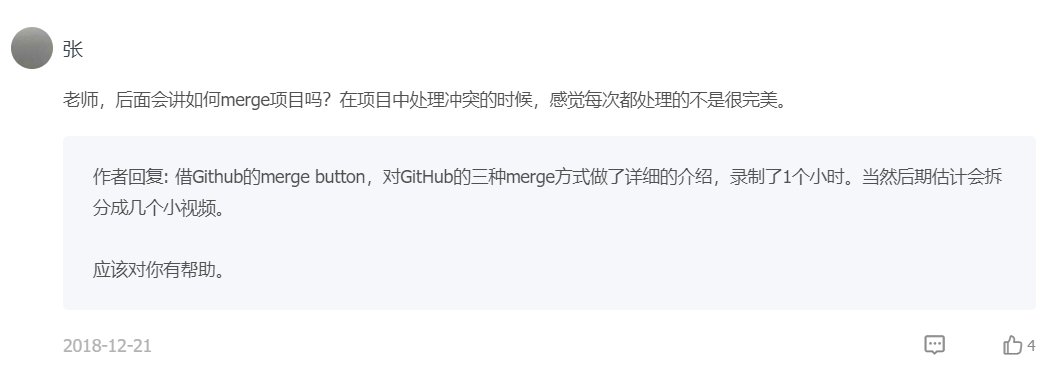 张
老师，后面会讲如何merge项目吗？在项目中处理冲突的时候，感觉每次都处理的不是很完美。
作者回复: 借Github的merge button，对GitHub的三种merge方式做了详细的介绍，录制了1个小时。当然后期估计会拆
分成几个小视频。
应该对你有帮助。
2018-12-21
4